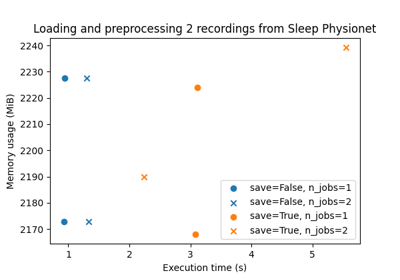 Loading and preprocessing 2 recordings from Sleep Physionet
2240
2230
2220
2210
2200
2190
2180
2170
Memory usage (MiB)
save=False, n_jobs=1
save=False, n_jobs=2
save=True, n_jobs=1
save=True, n_jobs=2
1 2 3 4 5
Execution time (s)